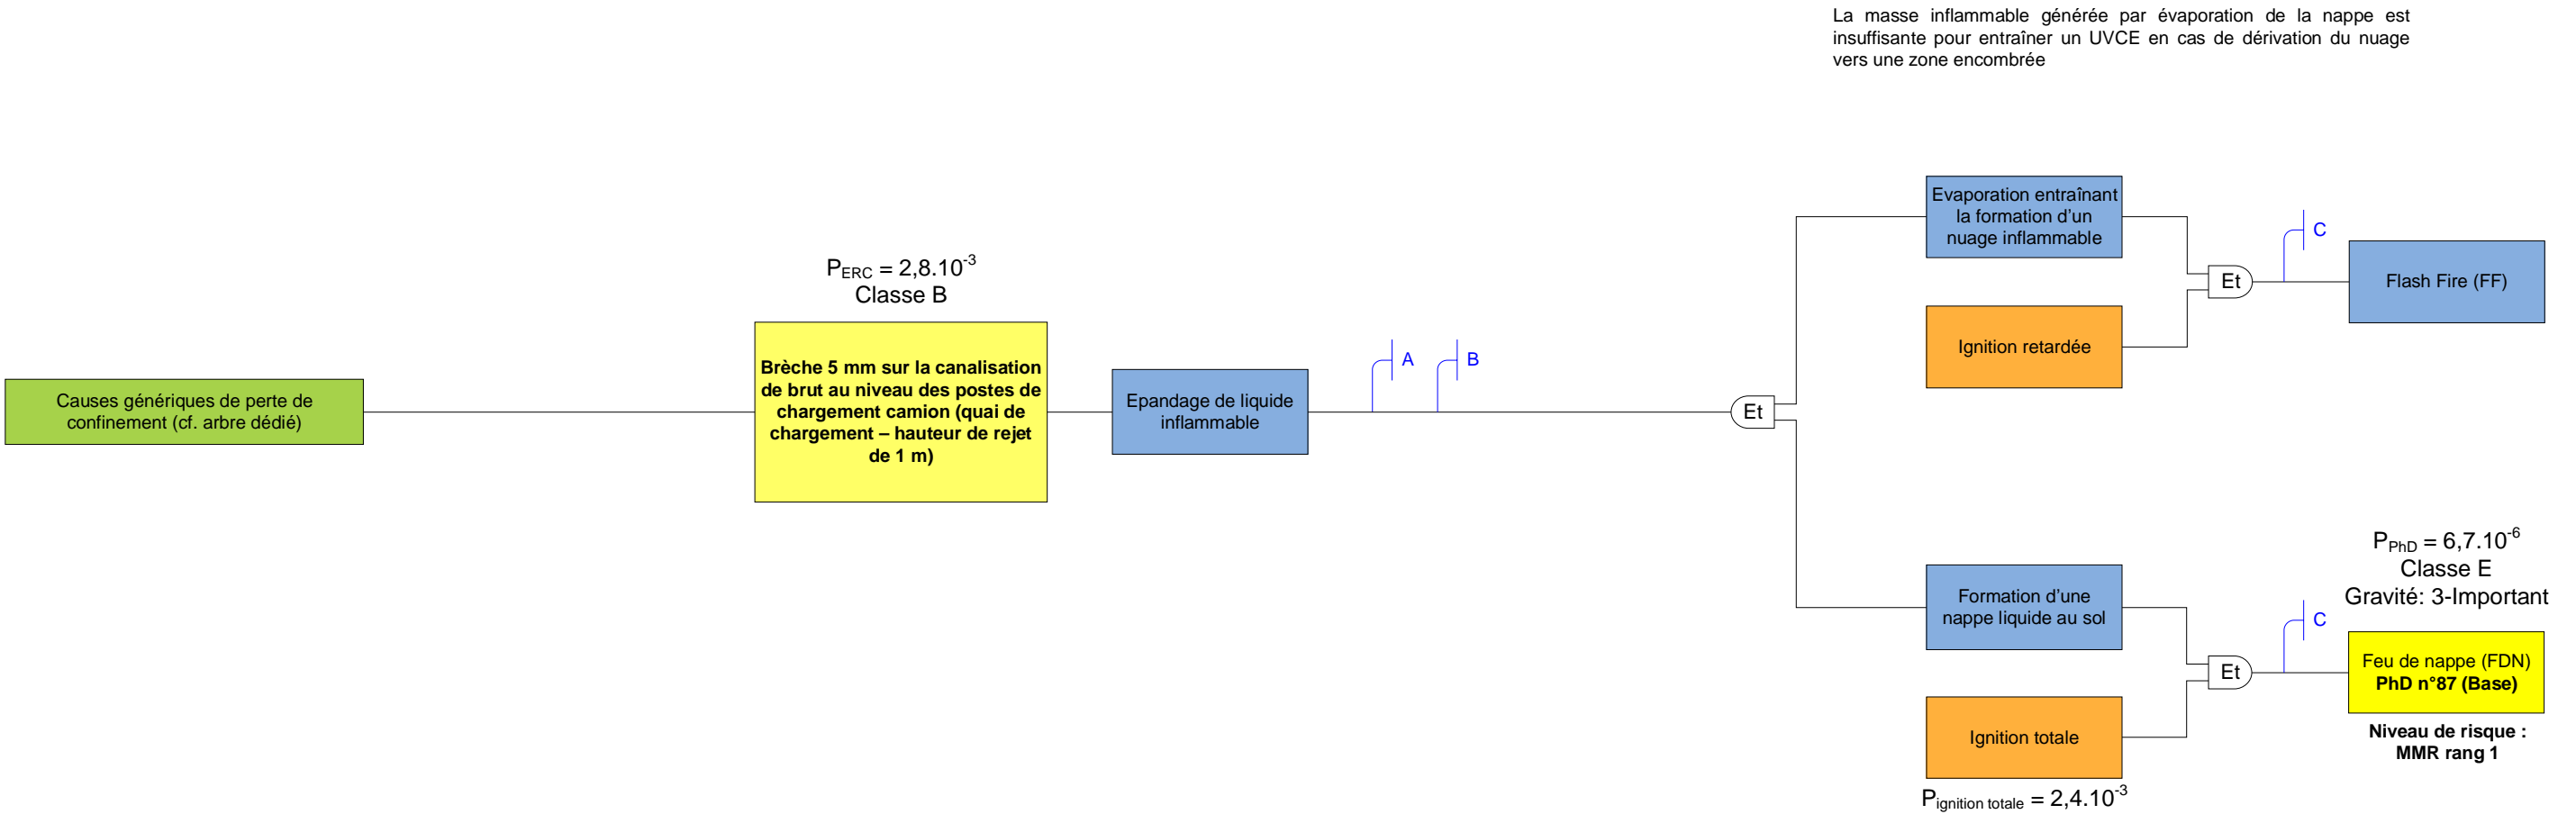 La masse inflammable générée par évaporation de la nappe est
insuffisante pour entraîner un UVCE en cas de dérivation du nuage
vers une zone encombrée
Evaporation entraînant
la formation d'un
nuage inflammable
C
Et
Flash Fire (FF)
Ignition retardée
P_ERC = 2,8.10^-3
Classe B
Brèche 5 mm sur la canalisation
de brut au niveau des postes de
chargement camion (quai de
chargement – hauteur de rejet
de 1 m)
Causes génériques de perte de
confinement (cf. arbre dédié)
Epandage de liquide
inflammable
A
B
Et
P_PhD = 6,7.10^-6
Classe E
Gravité: 3-Important
Formation d'une
nappe liquide au sol
C
Et
Feu de nappe (FDN)
PhD n°87 (Base)
Niveau de risque :
MMR rang 1
Ignition totale
P_ignition totale = 2,4.10^-3